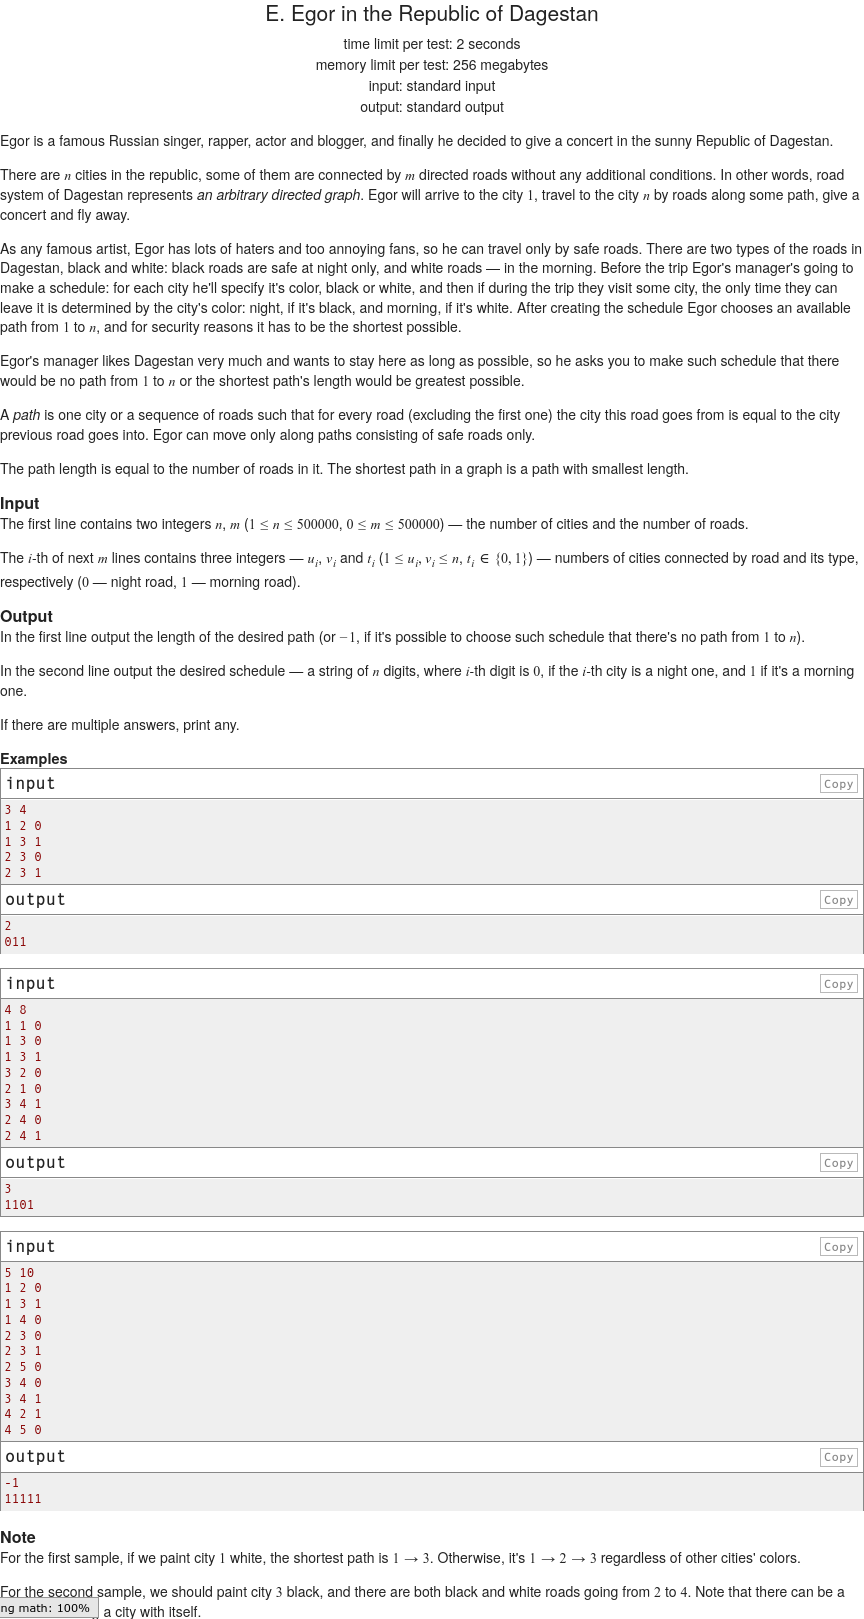 E. Egor in the Republic of Dagestan
time limit per test: 2 seconds
memory limit per test: 256 megabytes
input: standard input
output: standard output
Egor is a famous Russian singer, rapper, actor and blogger, and finally he decided to give a concert in the sunny Republic of Dagestan.
There are n cities in the republic, some of them are connected by m directed roads without any additional conditions. In other words, road
system of Dagestan represents an arbitrary directed graph. Egor will arrive to the city 1, travel to the city n by roads along some path, give a
concert and fly away.
As any famous artist, Egor has lots of haters and too annoying fans, so he can travel only by safe roads. There are two types of the roads in
Dagestan, black and white: black roads are safe at night only, and white roads — in the morning. Before the trip Egor's manager's going to
make a schedule: for each city he'll specify it's color, black or white, and then if during the trip they visit some city, the only time they can
leave it is determined by the city's color: night, if it's black, and morning, if it's white. After creating the schedule Egor chooses an available
path from 1 to n, and for security reasons it has to be the shortest possible.
Egor's manager likes Dagestan very much and wants to stay here as long as possible, so he asks you to make such schedule that there
would be no path from 1 to n or the shortest path's length would be greatest possible.
A path is one city or a sequence of roads such that for every road (excluding the first one) the city this road goes from is equal to the city
previous road goes into. Egor can move only along paths consisting of safe roads only.
The path length is equal to the number of roads in it. The shortest path in a graph is a path with smallest length.
Input
The first line contains two integers n, m (1 ≤ n ≤ 500000, 0 ≤ m ≤ 500000) — the number of cities and the number of roads.
The i-th of next m lines contains three integers — u_i, v_i and t_i (1 ≤ u_i, v_i ≤ n, t_i ∈ {0, 1}) — numbers of cities connected by road and its type,
respectively (0 — night road, 1 — morning road).
Output
In the first line output the length of the desired path (or −1, if it's possible to choose such schedule that there's no path from 1 to n).
In the second line output the desired schedule — a string of n digits, where i-th digit is 0, if the i-th city is a night one, and 1 if it's a morning
one.
If there are multiple answers, print any.
Examples
input
Copy
3 4
1 2 0
1 3 1
2 3 0
2 3 1
output
Copy
2
011
input
Copy
4 8
1 1 0
1 3 0
1 3 1
3 2 0
2 1 0
3 4 1
2 4 0
2 4 1
output
Copy
3
1101
input
Copy
5 10
1 2 0
1 3 1
1 4 0
2 3 0
2 3 1
2 5 0
3 4 0
3 4 1
4 2 1
4 5 0
output
Copy
-1
11111
Note
For the first sample, if we paint city 1 white, the shortest path is 1 → 3. Otherwise, it's 1 → 2 → 3 regardless of other cities' colors.
For the second sample, we should paint city 3 black, and there are both black and white roads going from 2 to 4. Note that there can be a
ng math: 100% a city with itself.